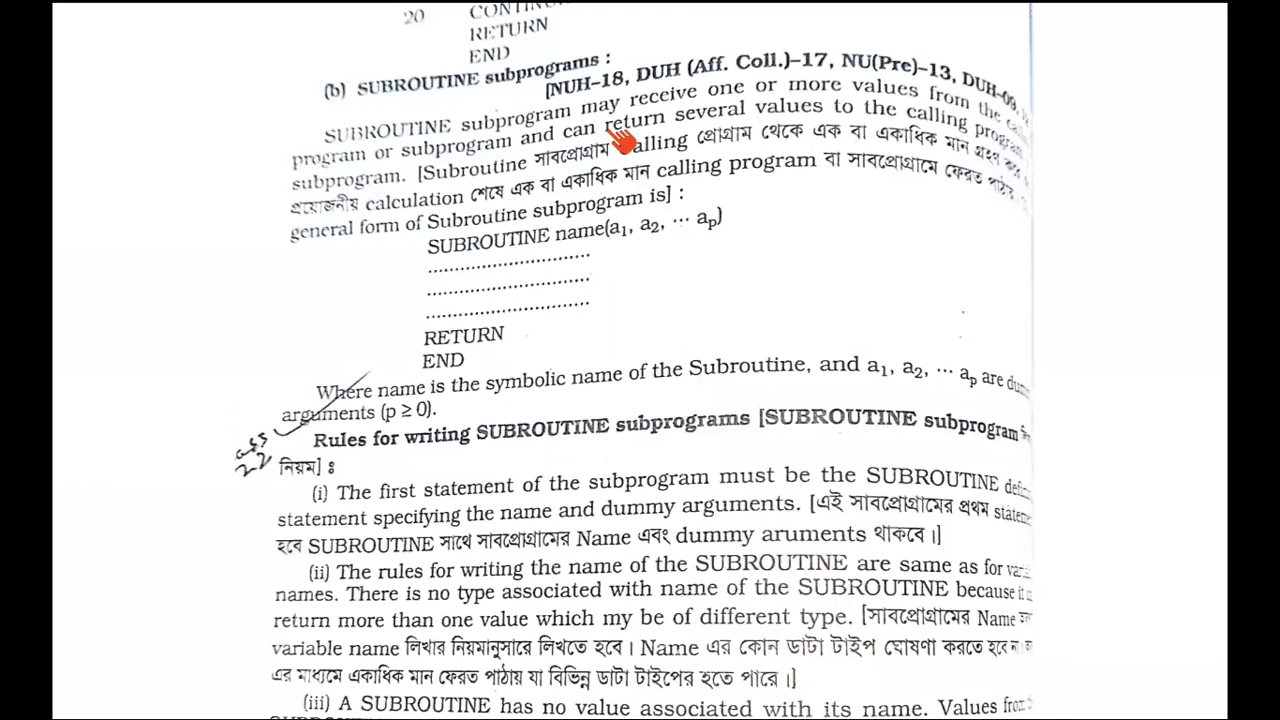 20 CONTINU
RETURN
END
(b) SUBROUTINE subprograms :
[NUH–18, DUH (Aff. Coll.)–17, NU(Pre)–13, DUH–09,
SUBROUTINE subprogram may receive one or more values from the
program or subprogram and can return several values to the calling program
subprogram. [Subroutine সাবপ্রোগ্রাম calling প্রোগ্রাম থেকে এক বা একাধিক মান গ্রহণ করে
প্রয়োজনীয় calculation শেষে এক বা একাধিক মান calling program বা সাবপ্রোগ্রামে ফেরত পাঠায়
general form of Subroutine subprogram is] :
SUBROUTINE name(a₁, a₂, ··· aₚ)
..............................
..............................
..............................
RETURN
END
Where name is the symbolic name of the Subroutine, and a₁, a₂, ··· aₚ are
arguments (p ≥ 0).
Rules for writing SUBROUTINE subprograms [SUBROUTINE subprogram
নিয়ম] ঃ
(i) The first statement of the subprogram must be the SUBROUTINE
statement specifying the name and dummy arguments. [এই সাবপ্রোগ্রামের প্রথম
হবে SUBROUTINE সাথে সাবপ্রোগ্রামের Name এবং dummy aruments থাকবে।]
(ii) The rules for writing the name of the SUBROUTINE are same as for
names. There is no type associated with name of the SUBROUTINE because
return more than one value which my be of different type. [সাবপ্রোগ্রামের Name
variable name লিখার নিয়মানুসারে লিখতে হবে। Name এর কোন ডাটা টাইপ ঘোষণা করতে হবে না।
এর মাধ্যমে একাধিক মান ফেরত পাঠায় যা বিভিন্ন ডাটা টাইপের হতে পারে।]
(iii) A SUBROUTINE has no value associated with its name. Values